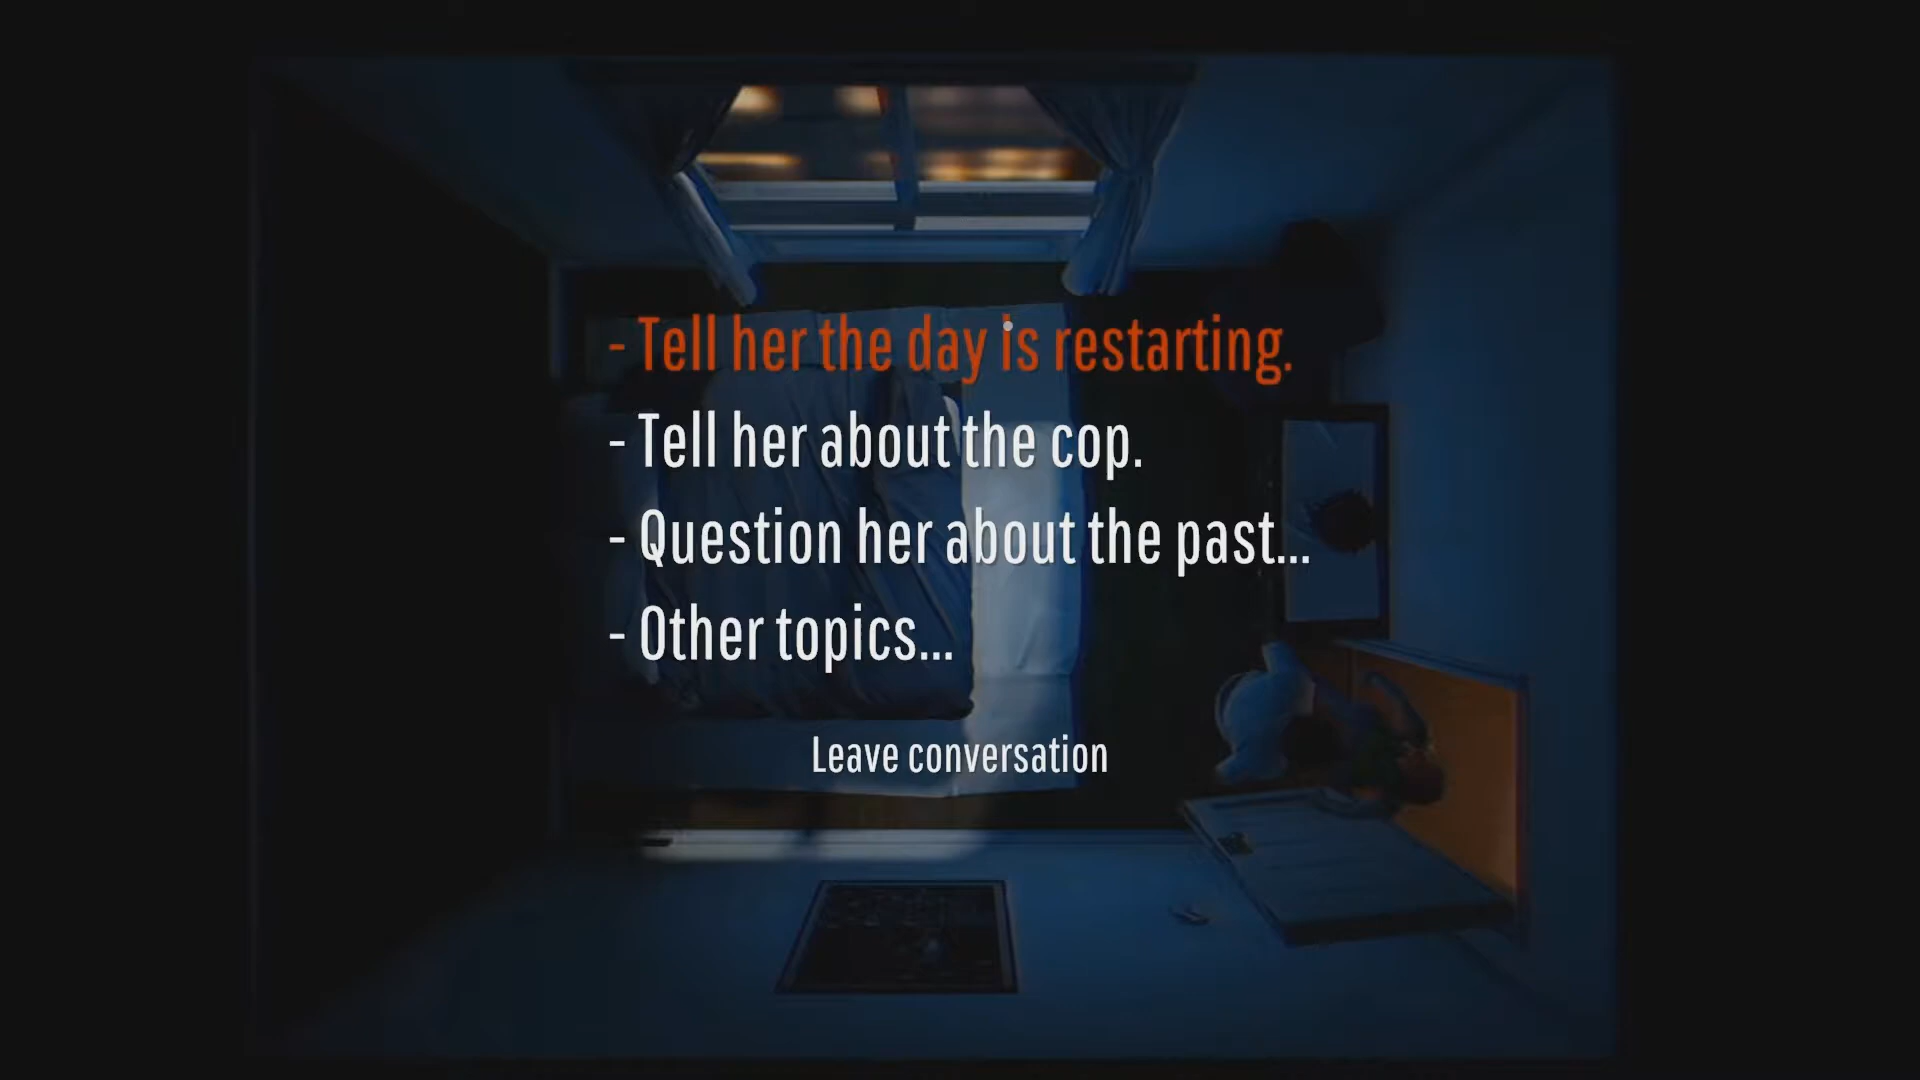 - Tell her the day is restarting.
- Tell her about the cop.
- Question her about the past...
- Other topics...
Leave conversation